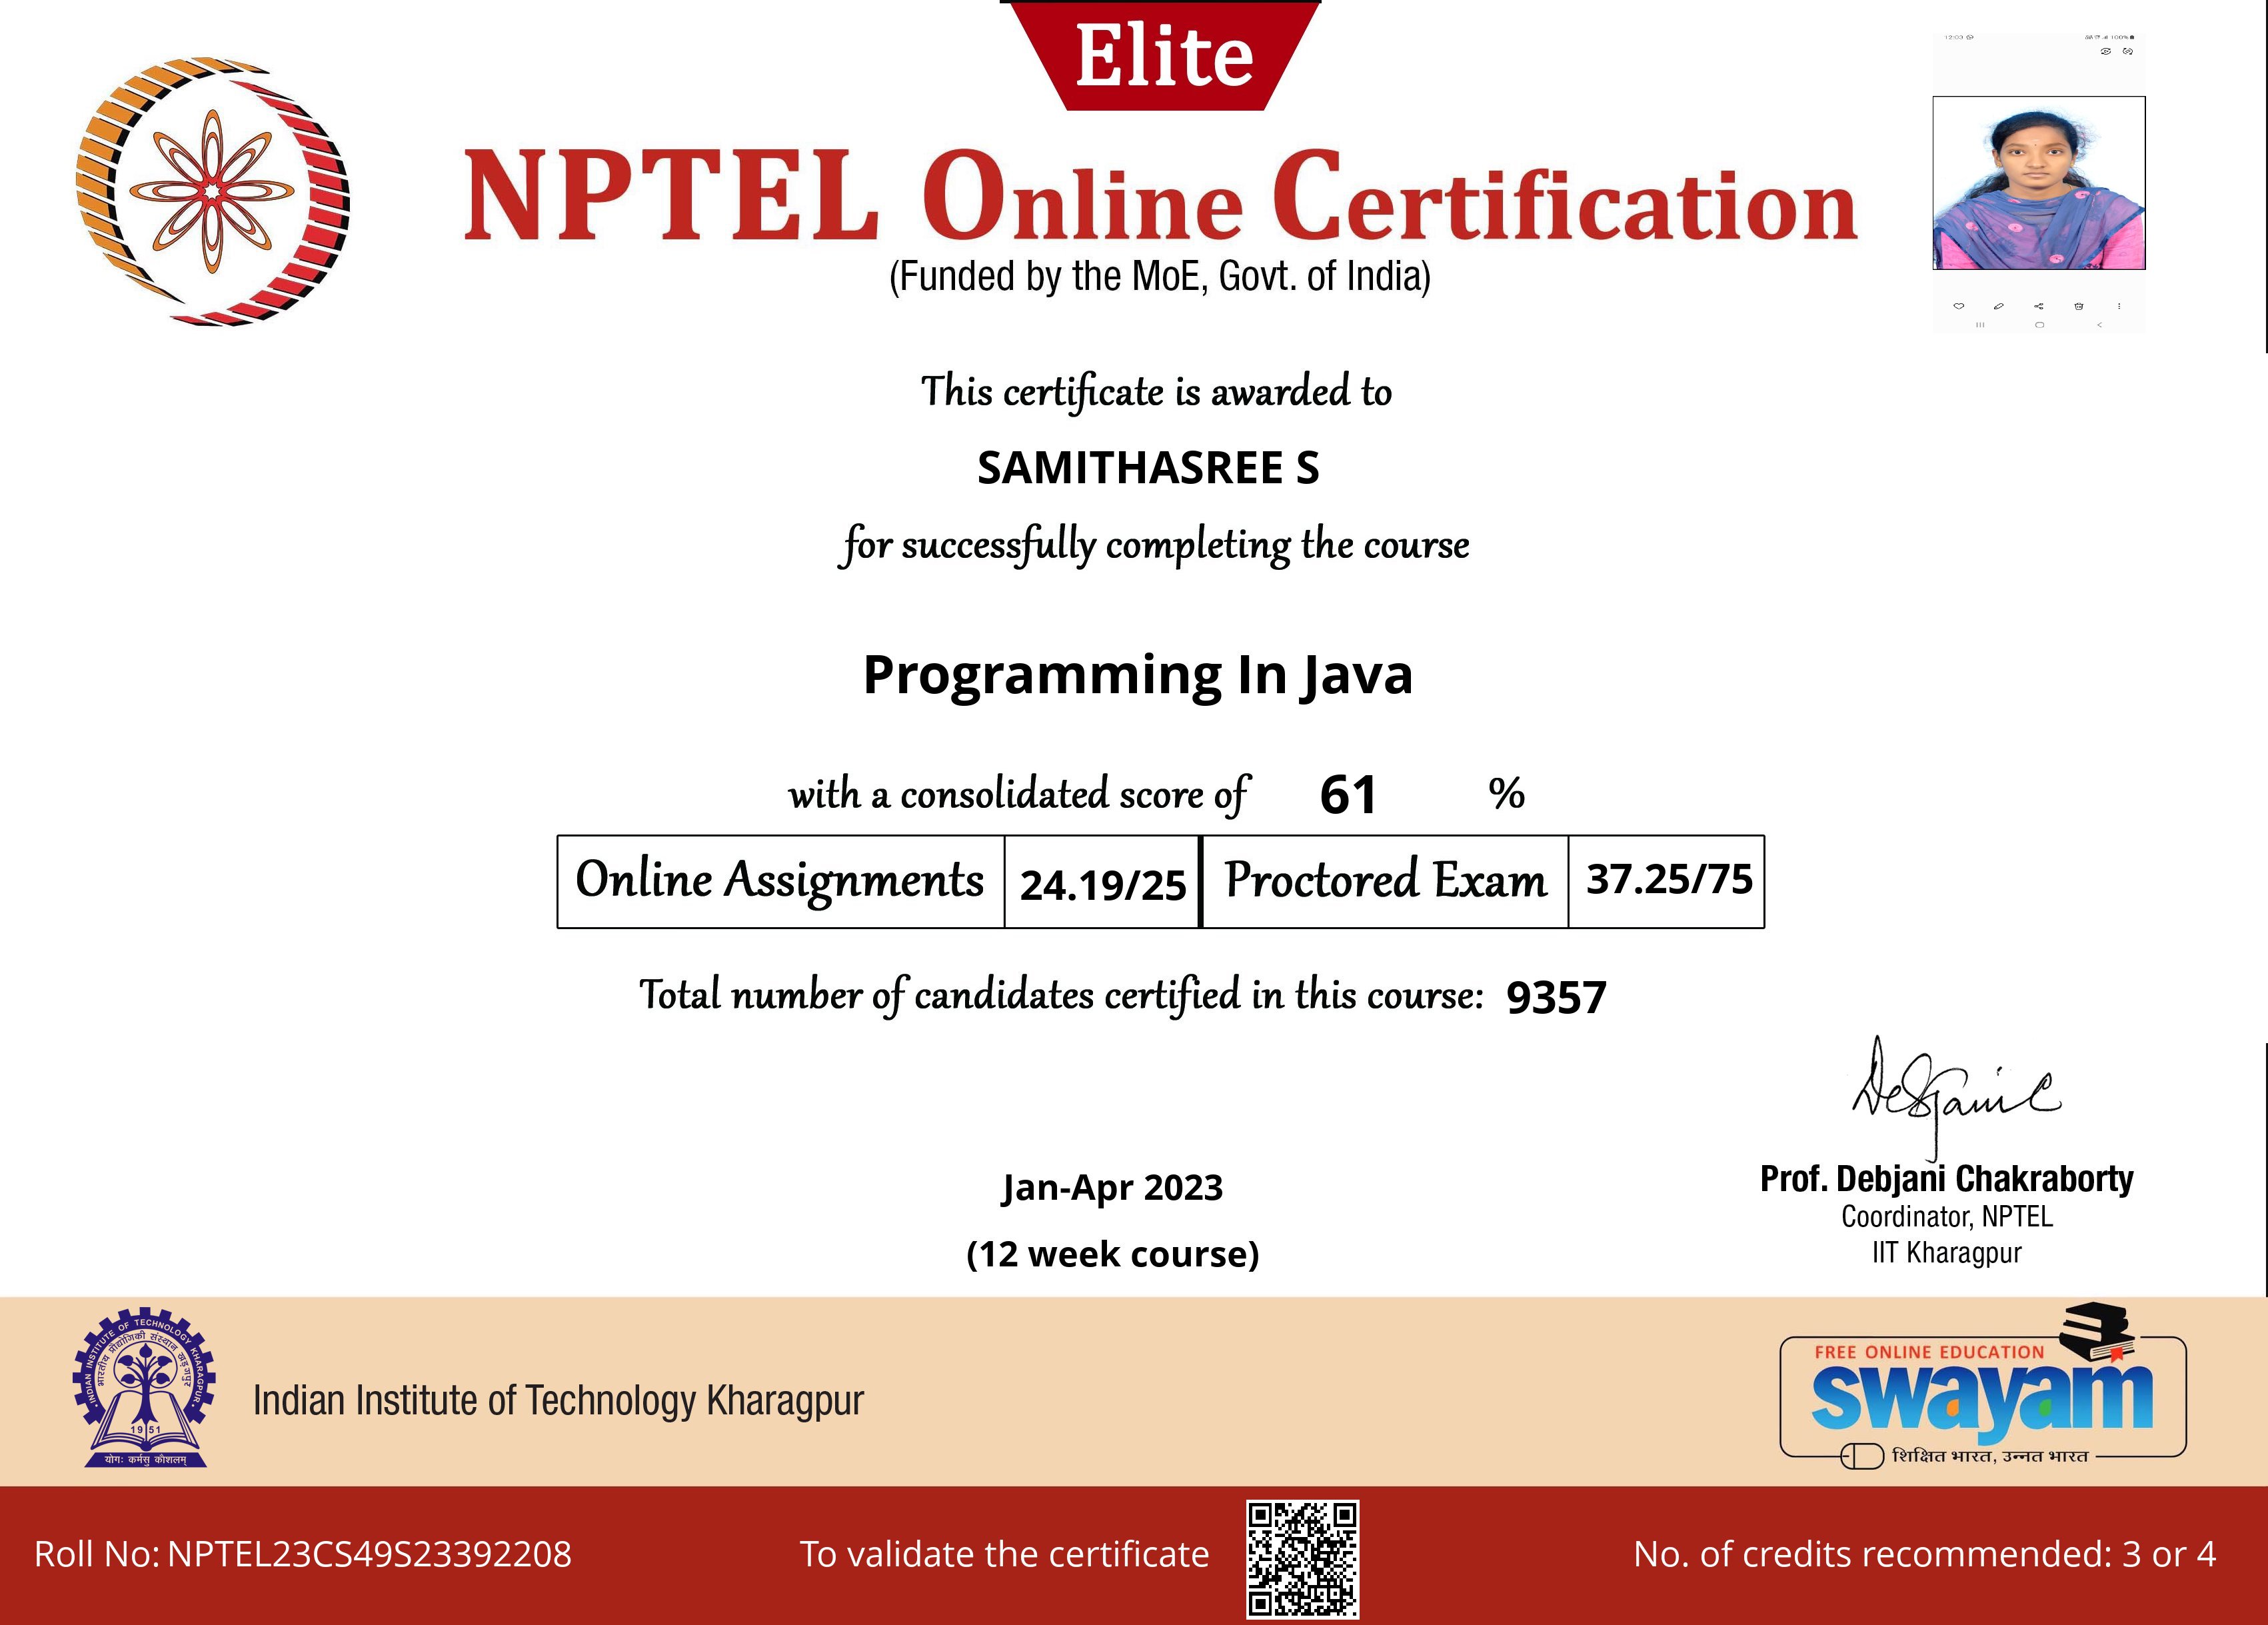 Elite
12:03
100%
NPTEL Online Certification
(Funded by the MoE, Govt. of India)
This certificate is awarded to
SAMITHASREE S
for successfully completing the course
Programming In Java
with a consolidated score of 61 %
Online Assignments 24.19/25 Proctored Exam 37.25/75
Total number of candidates certified in this course: 9357
Debjani C
Prof. Debjani Chakraborty
Coordinator, NPTEL
IIT Kharagpur
Jan-Apr 2023
(12 week course)
INDIAN INSTITUTE OF TECHNOLOGY KHARAGPUR
भारतीय प्रौद्योगिकी संस्थान खड़गपुर
1951
योगः कर्मसु कौशलम्
Indian Institute of Technology Kharagpur
FREE ONLINE EDUCATION
swayam
शिक्षित भारत, उन्नत भारत
Roll No: NPTEL23CS49S23392208
To validate the certificate
No. of credits recommended: 3 or 4